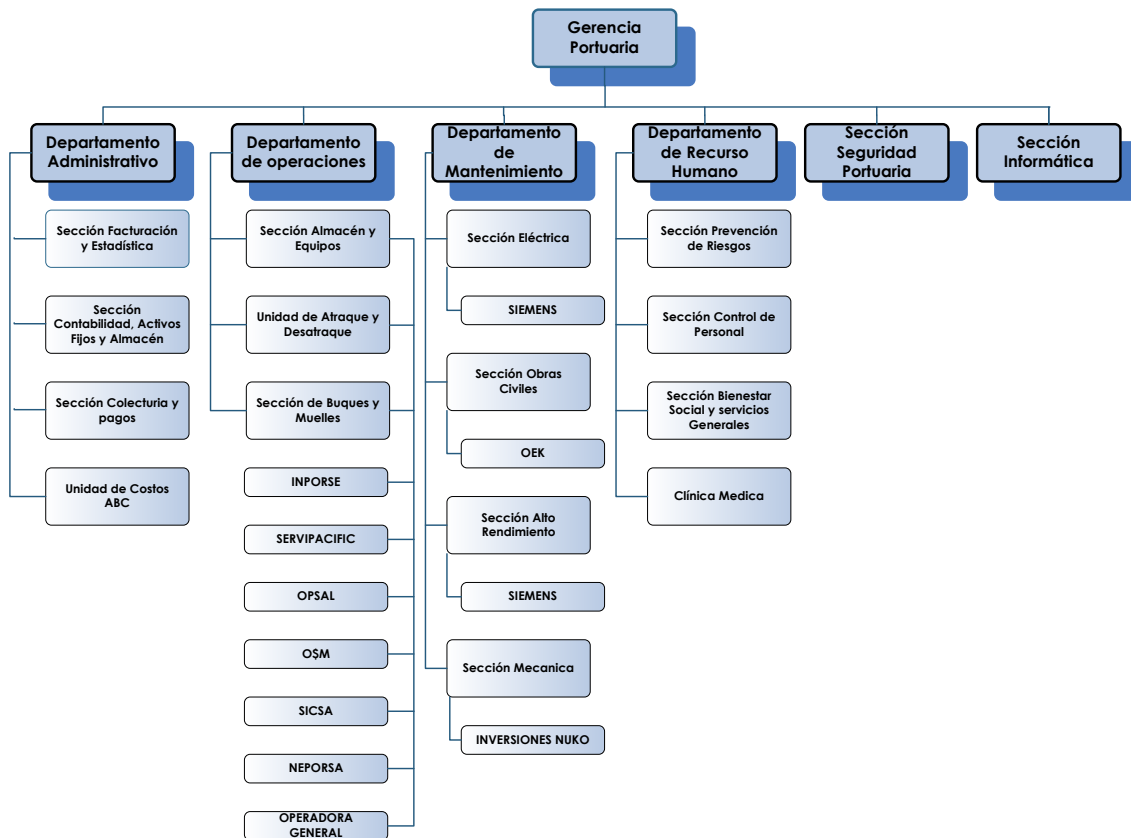 Gerencia
Portuaria
Departamento
Administrativo
Departamento
de operaciones
Departamento
de
Mantenimiento
Departamento
de Recurso
Humano
Sección
Seguridad
Portuaria
Sección
Informática
Sección Facturación
y Estadística
Sección
Contabilidad, Activos
Fijos y Almacén
Sección Colecturia y
pagos
Unidad de Costos
ABC
Sección Almacén y
Equipos
Unidad de Atraque y
Desatraque
Sección de Buques y
Muelles
INPORSE
SERVIPACIFIC
OPSAL
O$M
SICSA
NEPORSA
OPERADORA
GENERAL
Sección Eléctrica
SIEMENS
Sección Obras
Civiles
OEK
Sección Alto
Rendimiento
SIEMENS
Sección Mecanica
INVERSIONES NUKO
Sección Prevención
de Riesgos
Sección Control de
Personal
Sección Bienestar
Social y servicios
Generales
Clínica Medica